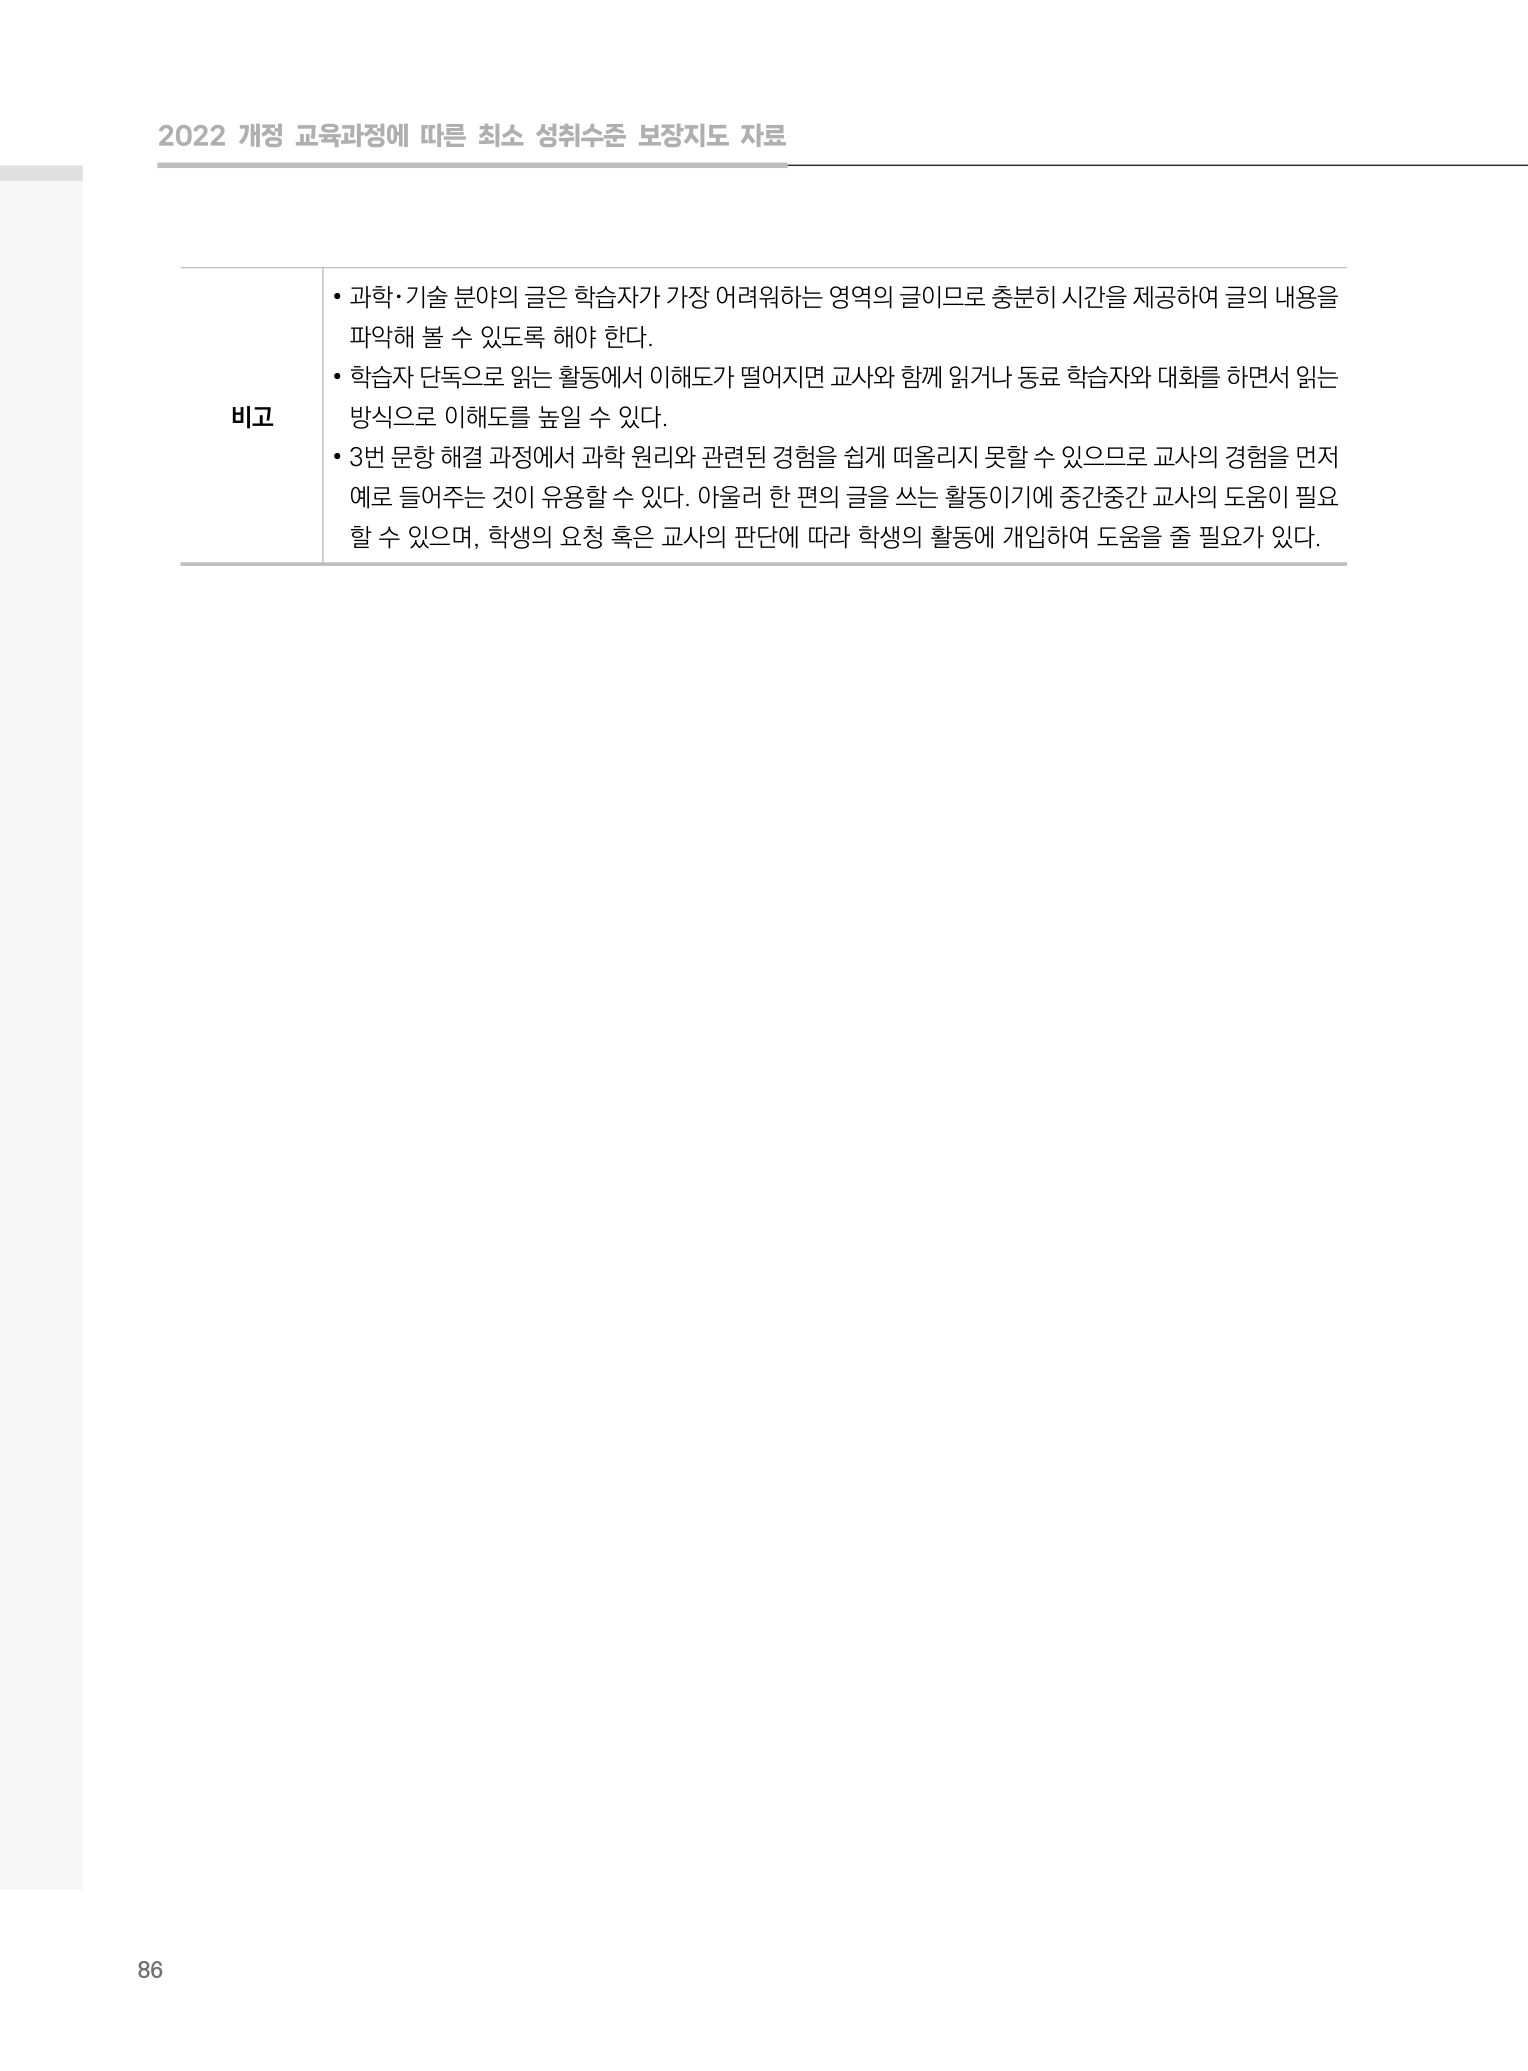 2022 개정 교육과정에 따른 최소 성취수준 보장지도 자료
비고
• 과학·기술 분야의 글은 학습자가 가장 어려워하는 영역의 글이므로 충분히 시간을 제공하여 글의 내용을
파악해 볼 수 있도록 해야 한다.
• 학습자 단독으로 읽는 활동에서 이해도가 떨어지면 교사와 함께 읽거나 동료 학습자와 대화를 하면서 읽는
방식으로 이해도를 높일 수 있다.
• 3번 문항 해결 과정에서 과학 원리와 관련된 경험을 쉽게 떠올리지 못할 수 있으므로 교사의 경험을 먼저
예로 들어주는 것이 유용할 수 있다. 아울러 한 편의 글을 쓰는 활동이기에 중간중간 교사의 도움이 필요
할 수 있으며, 학생의 요청 혹은 교사의 판단에 따라 학생의 활동에 개입하여 도움을 줄 필요가 있다.
86